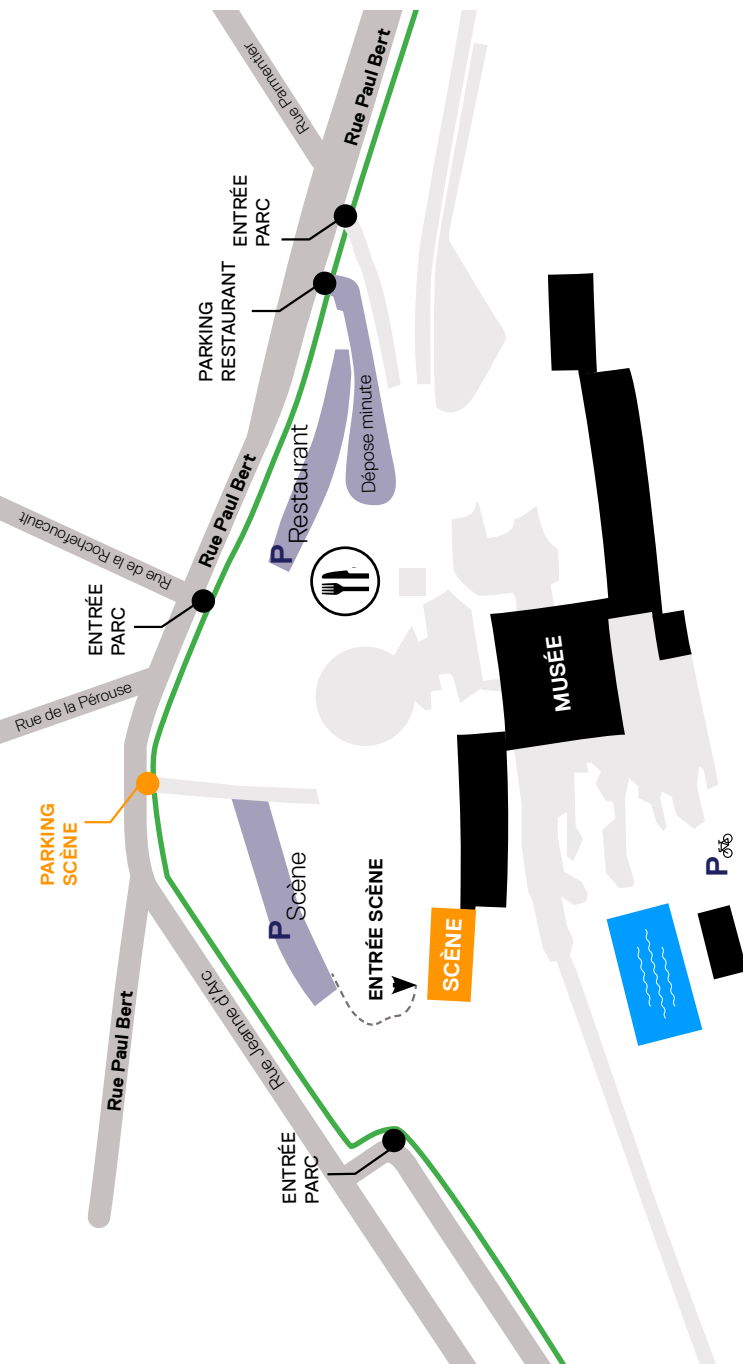 Rue Parmentier
Rue Paul Bert
ENTRÉE
PARC
PARKING
RESTAURANT
Dépose minute
P Restaurant
Rue Paul Bert
Rue de la Rochefoucault
ENTRÉE
PARC
Rue de la Pérouse
MUSÉE
PARKING
SCÈNE
P Scène
ENTRÉE SCÈNE
SCÈNE
P
Rue Paul Bert
Rue Jeanne d'Arc
ENTRÉE
PARC